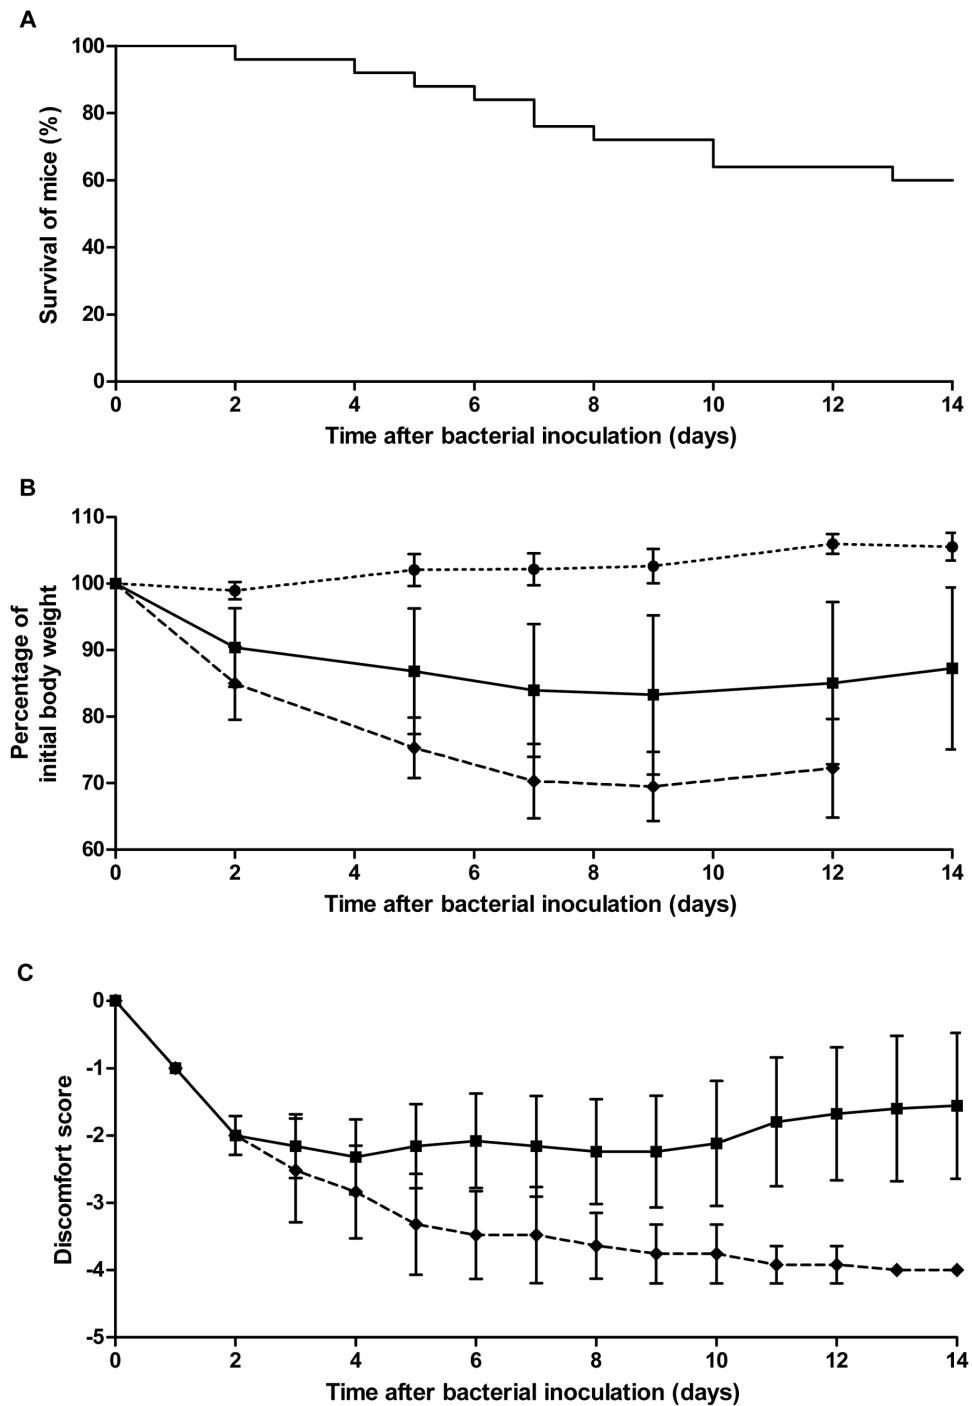 A
100
80
60
40
20
0
Survival of mice (%)
0 2 4 6 8 10 12 14
Time after bacterial inoculation (days)
B
110
100
90
80
70
60
Percentage of
initial body weight
0 2 4 6 8 10 12 14
Time after bacterial inoculation (days)
C
0
-1
-2
-3
-4
-5
Discomfort score
0 2 4 6 8 10 12 14
Time after bacterial inoculation (days)